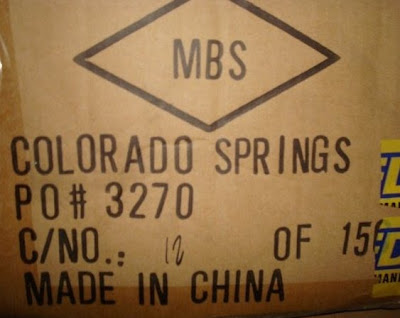 MBS
COLORADO SPRINGS
PO# 3270
C/NO.: 12 OF 15
MADE IN CHINA